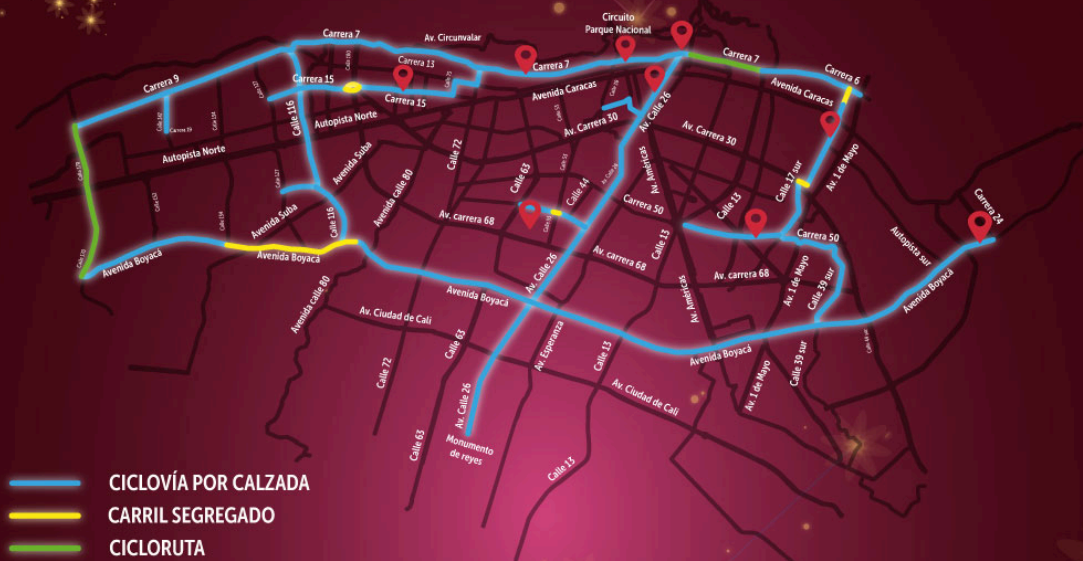 Circuito
Parque Nacional
Carrera 7
Av. Circunvalar
Carrera 13
Carrera 7
Carrera 7
Carrera 6
Carrera 9
Carrera 15
Carrera 15
Avenida Caracas
Avenida Caracas
Calle 116
Autopista Norte
Av. Carrera 30
Av. Calle 26
Av. Carrera 30
Autopista Norte
Avenida Suba
Calle 72
Av. Américas
Calle 17 sur
Av. 1 de Mayo
Calle 63
Calle 44
Avenida calle 80
Carrera 50
Calle 13
Carrera 24
Avenida Suba
Calle 116
Av. carrera 68
Carrera 50
Autopista sur
Avenida Boyacá
Avenida Boyacá
Calle 13
Av. carrera 68
Av. Calle 26
Av. carrera 68
Av. 1 de Mayo
Calle 39 sur
Avenida Boyacá
Avenida calle 80
Avenida Boyacá
Av. Américas
Av. Ciudad de Cali
Calle 63
Av. Esperanza
Calle 13
Avenida Boyacá
Calle 72
Av. 1 de Mayo
Calle 39 sur
Av. Calle 26
Av. Ciudad de Cali
Calle 63
Monumento
de reyes
Calle 13
CICLOVÍA POR CALZADA
CARRIL SEGREGADO
CICLORUTA